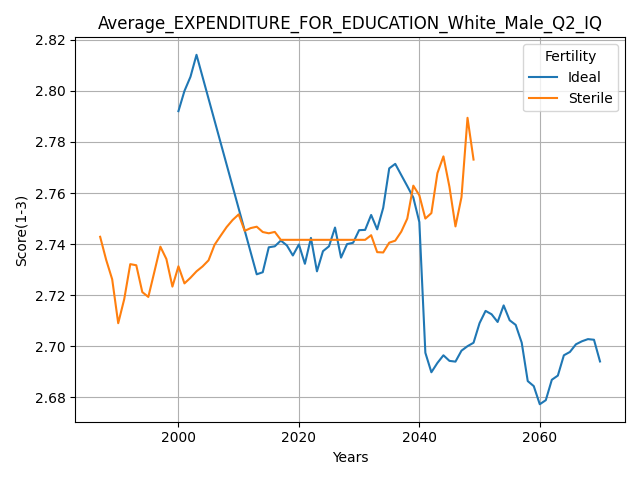 Average_EXPENDITURE_FOR_EDUCATION_White_Male_Q2_IQ
Fertility
Ideal
Sterile
2.82
2.80
2.78
2.76
2.74
2.72
2.70
2.68
Score(1-3)
2000
2020
2040
2060
Years